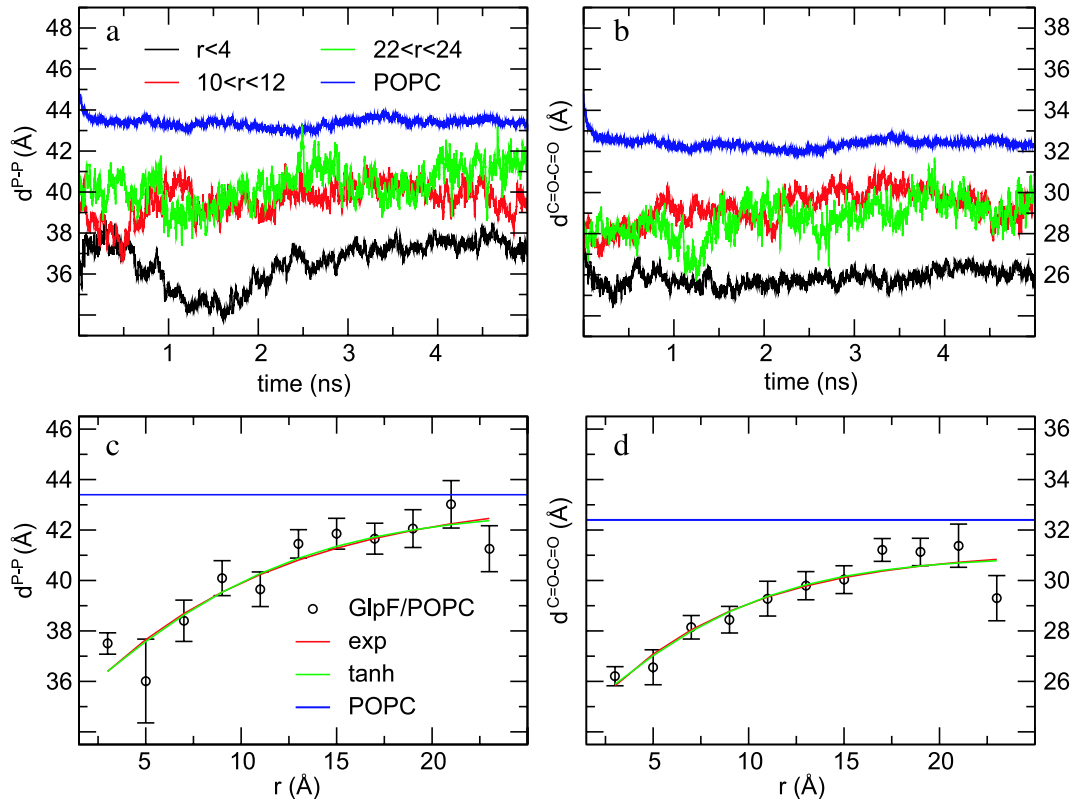 a
r<4
10<r<12
22<r<24
POPC
48
46
44
42
40
38
36
d^P-P (Å)
1
2
3
4
time (ns)
b
38
36
34
32
30
28
26
d^C=O-C=O (Å)
1
2
3
4
time (ns)
c
46
44
42
40
38
36
d^P-P (Å)
GlpF/POPC
exp
tanh
POPC
5
10
15
20
r (Å)
d
36
34
32
30
28
26
d^C=O-C=O (Å)
5
10
15
20
r (Å)